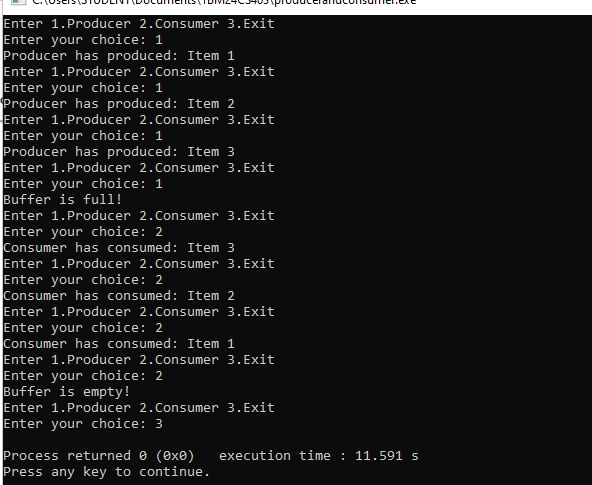 C:\Users\STUDENT\Documents\1BM24CS403\producerandconsumer.exe
Enter 1.Producer 2.Consumer 3.Exit
Enter your choice: 1
Producer has produced: Item 1
Enter 1.Producer 2.Consumer 3.Exit
Enter your choice: 1
Producer has produced: Item 2
Enter 1.Producer 2.Consumer 3.Exit
Enter your choice: 1
Producer has produced: Item 3
Enter 1.Producer 2.Consumer 3.Exit
Enter your choice: 1
Buffer is full!
Enter 1.Producer 2.Consumer 3.Exit
Enter your choice: 2
Consumer has consumed: Item 3
Enter 1.Producer 2.Consumer 3.Exit
Enter your choice: 2
Consumer has consumed: Item 2
Enter 1.Producer 2.Consumer 3.Exit
Enter your choice: 2
Consumer has consumed: Item 1
Enter 1.Producer 2.Consumer 3.Exit
Enter your choice: 2
Buffer is empty!
Enter 1.Producer 2.Consumer 3.Exit
Enter your choice: 3
Process returned 0 (0x0)   execution time : 11.591 s
Press any key to continue.